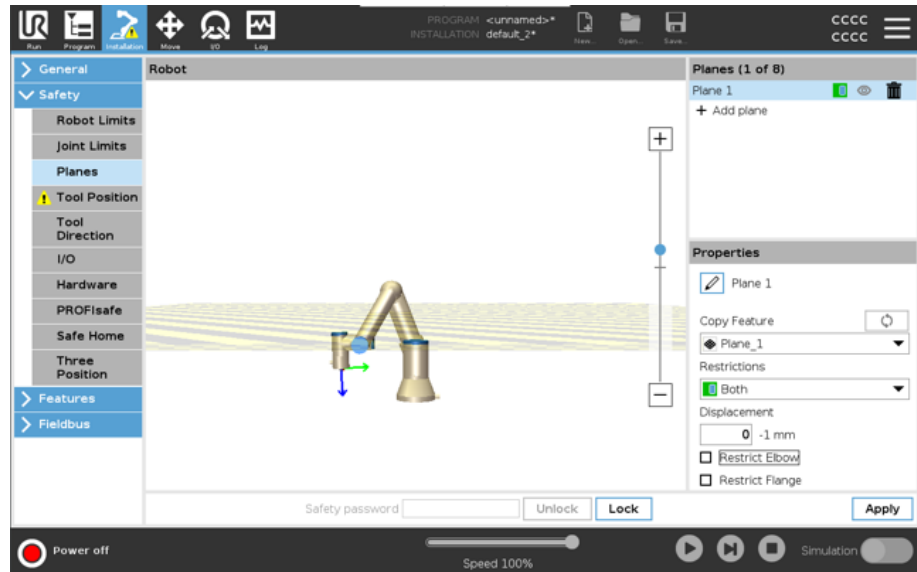 PROGRAM <unnamed>*
INSTALLATION default_2*
cccc
cccc
Run Program Installation Move I/O Log New... Open... Save...
General
Safety
Robot Limits
Joint Limits
Planes
Tool Position
Tool
Direction
I/O
Hardware
PROFIsafe
Safe Home
Three
Position
Features
Fieldbus
Robot
Planes (1 of 8)
Plane 1
+ Add plane
Properties
Plane 1
Copy Feature
Plane_1
Restrictions
Both
Displacement
0 -1 mm
Restrict Elbow
Restrict Flange
Safety password Unlock Lock Apply
Power off
Speed 100%
Simulation